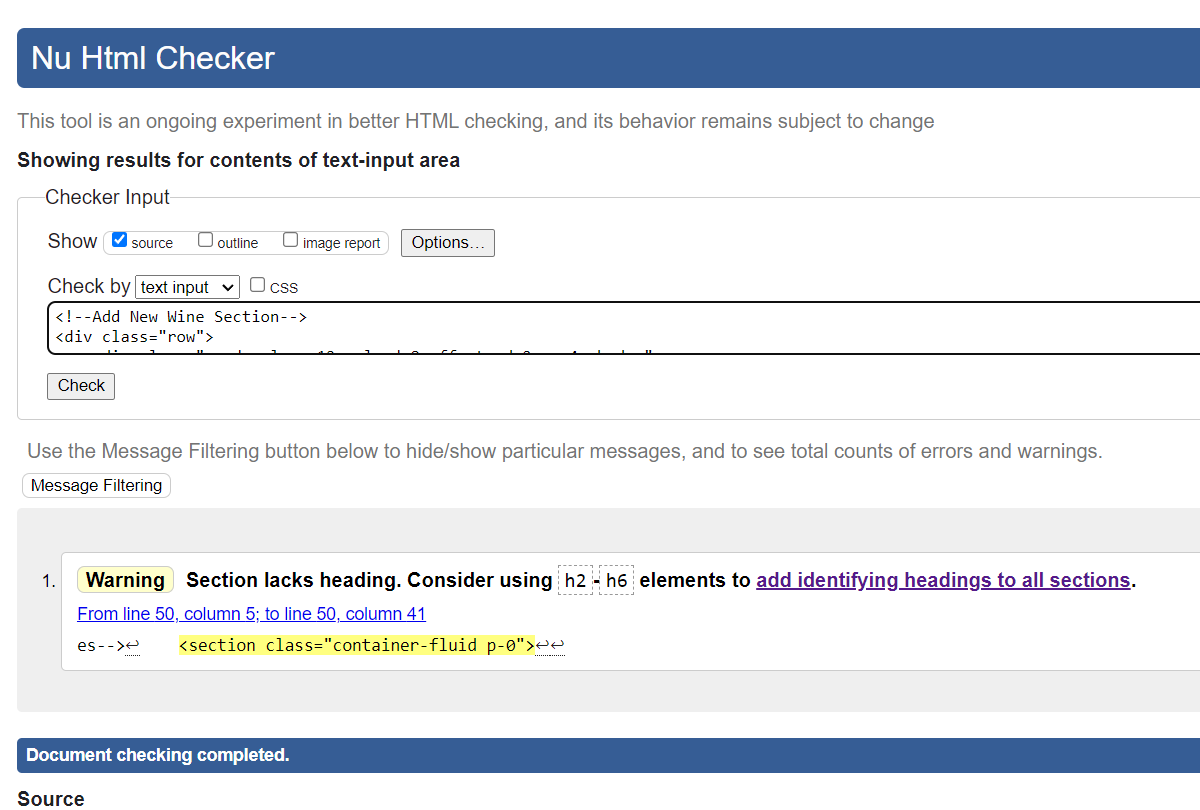 Nu Html Checker
This tool is an ongoing experiment in better HTML checking, and its behavior remains subject to change
Showing results for contents of text-input area
Checker Input
Show source outline image report Options...
Check by text input CSS
<!--Add New Wine Section-->
<div class="row">
Check
Use the Message Filtering button below to hide/show particular messages, and to see total counts of errors and warnings.
Message Filtering
1. Warning Section lacks heading. Consider using h2-h6 elements to add identifying headings to all sections.
From line 50, column 5; to line 50, column 41
es-->↩ <section class="container-fluid p-0">↩↩
Document checking completed.
Source